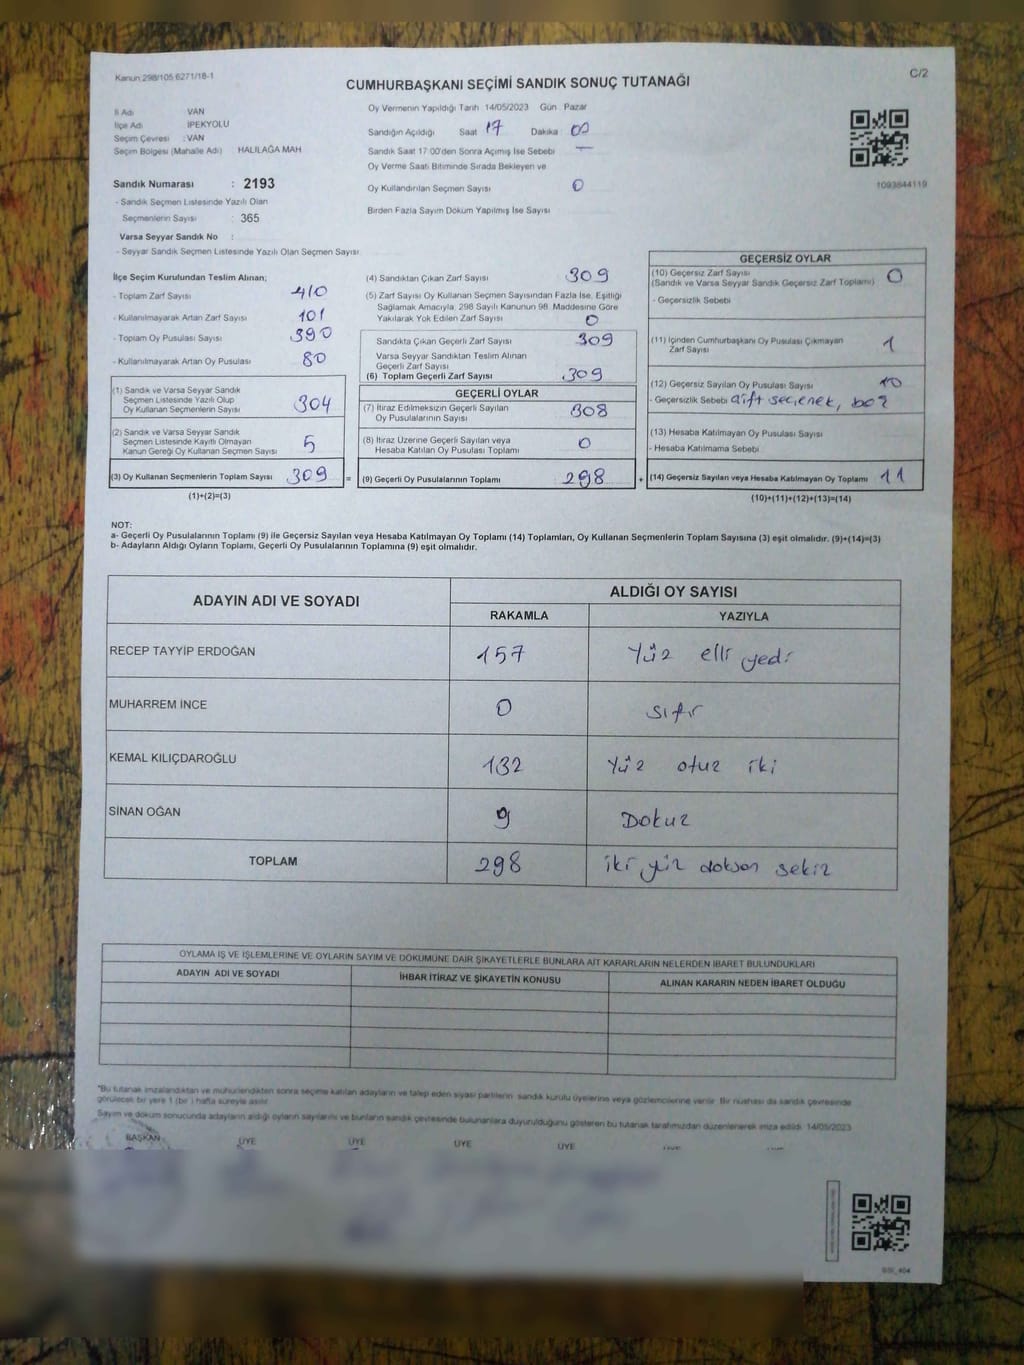 Kanun:298/105 6271/18-1
C/2
CUMHURBAŞKANI SEÇİMİ SANDIK SONUÇ TUTANAĞI
İl Adı VAN
İlçe Adı İPEKYOLU
Seçim Çevresi : VAN
Seçim Bölgesi (Mahalle Adı) : HALİLAĞA MAH.
Sandık Numarası : 2193
- Sandık Seçmen Listesinde Yazılı Olan
Seçmenlerin Sayısı : 365
Varsa Seyyar Sandık No :
- Seyyar Sandık Seçmen Listesinde Yazılı Olan Seçmen Sayısı
Oy Vermenin Yapıldığı Tarih 14/05/2023 Gün Pazar
Sandığın Açıldığı Saat 17 Dakika 00
Sandık Saat 17:00'den Sonra Açılmış İse Sebebi —
Oy Verme Saati Bitiminde Sırada Bekleyen ve
Oy Kullandırılan Seçmen Sayısı 0
Birden Fazla Sayım Döküm Yapılmış İse Sayısı
1093844119
İlçe Seçim Kurulundan Teslim Alınan;
- Toplam Zarf Sayısı 410
- Kullanılmayarak Artan Zarf Sayısı 101
- Toplam Oy Pusulası Sayısı 390
- Kullanılmayarak Artan Oy Pusulası 80
(1) Sandık ve Varsa Seyyar Sandık
Seçmen Listesinde Yazılı Olup
Oy Kullanan Seçmenlerin Sayısı 304
(2) Sandık ve Varsa Seyyar Sandık
Seçmen Listesinde Kayıtlı Olmayan
Kanun Gereği Oy Kullanan Seçmen Sayısı 5
(3) Oy Kullanan Seçmenlerin Toplam Sayısı 309 =
(1)+(2)=(3)
(4) Sandıktan Çıkan Zarf Sayısı 309
(5) Zarf Sayısı Oy Kullanan Seçmen Sayısından Fazla İse, Eşitliği
Sağlamak Amacıyla, 298 Sayılı Kanunun 98. Maddesine Göre
Yakılarak Yok Edilen Zarf Sayısı 0
Sandıkta Çıkan Geçerli Zarf Sayısı 309
Varsa Seyyar Sandıktan Teslim Alınan
Geçerli Zarf Sayısı
(6) Toplam Geçerli Zarf Sayısı 309
GEÇERLİ OYLAR
(7) İtiraz Edilmeksizin Geçerli Sayılan
Oy Pusulalarının Sayısı 308
(8) İtiraz Üzerine Geçerli Sayılan veya
Hesaba Katılan Oy Pusulası Toplamı 0
(9) Geçerli Oy Pusulalarının Toplamı 298 +
GEÇERSİZ OYLAR
(10) Geçersiz Zarf Sayısı
(Sandık ve Varsa Seyyar Sandık Geçersiz Zarf Toplamı) 0
- Geçersizlik Sebebi
(11) İçinden Cumhurbaşkanı Oy Pusulası Çıkmayan
Zarf Sayısı 1
(12) Geçersiz Sayılan Oy Pusulası Sayısı 10
- Geçersizlik Sebebi çift seçenek, boş
(13) Hesaba Katılmayan Oy Pusulası Sayısı
- Hesaba Katılmama Sebebi
(14) Geçersiz Sayılan veya Hesaba Katılmayan Oy Toplamı 11
(10)+(11)+(12)+(13)=(14)
NOT:
a- Geçerli Oy Pusulalarının Toplamı (9) ile Geçersiz Sayılan veya Hesaba Katılmayan Oy Toplamı (14) Toplamları, Oy Kullanan Seçmenlerin Toplam Sayısına (3) eşit olmalıdır. (9)+(14)=(3)
b- Adayların Aldığı Oyların Toplamı, Geçerli Oy Pusulalarının Toplamına (9) eşit olmalıdır.
ADAYIN ADI VE SOYADI ALDIĞI OY SAYISI
RAKAMLA YAZIYLA
RECEP TAYYİP ERDOĞAN 157 Yüz elli yedi
MUHARREM İNCE 0 sıfır
KEMAL KILIÇDAROĞLU 132 Yüz otuz iki
SİNAN OĞAN 9 Dokuz
TOPLAM 298 iki yüz doksan sekiz
OYLAMA İŞ VE İŞLEMLERİNE VE OYLARIN SAYIM VE DÖKÜMÜNE DAİR ŞİKAYETLERLE BUNLARA AİT KARARLARIN NELERDEN İBARET BULUNDUKLARI
ADAYIN ADI VE SOYADI İHBAR İTİRAZ VE ŞİKAYETİN KONUSU ALINAN KARARIN NEDEN İBARET OLDUĞU
*Bu tutanak imzalandıktan ve mühürlendikten sonra seçime katılan adayların ve talep eden siyasi partilerin sandık kurulu üyelerine veya gözlemcilerine verilir. Bir nüshası da sandık çevresinde
görülecek bir yere 1 (bir ) hafta süreyle asılır.
Sayım ve döküm sonucunda adayların aldığı oyların sayılarını ve bunların sandık çevresinde bulunanlara duyurulduğunu gösteren bu tutanak tarafımızdan düzenlenerek imza edildi. 14/05/2023
BAŞKAN ÜYE ÜYE ÜYE ÜYE